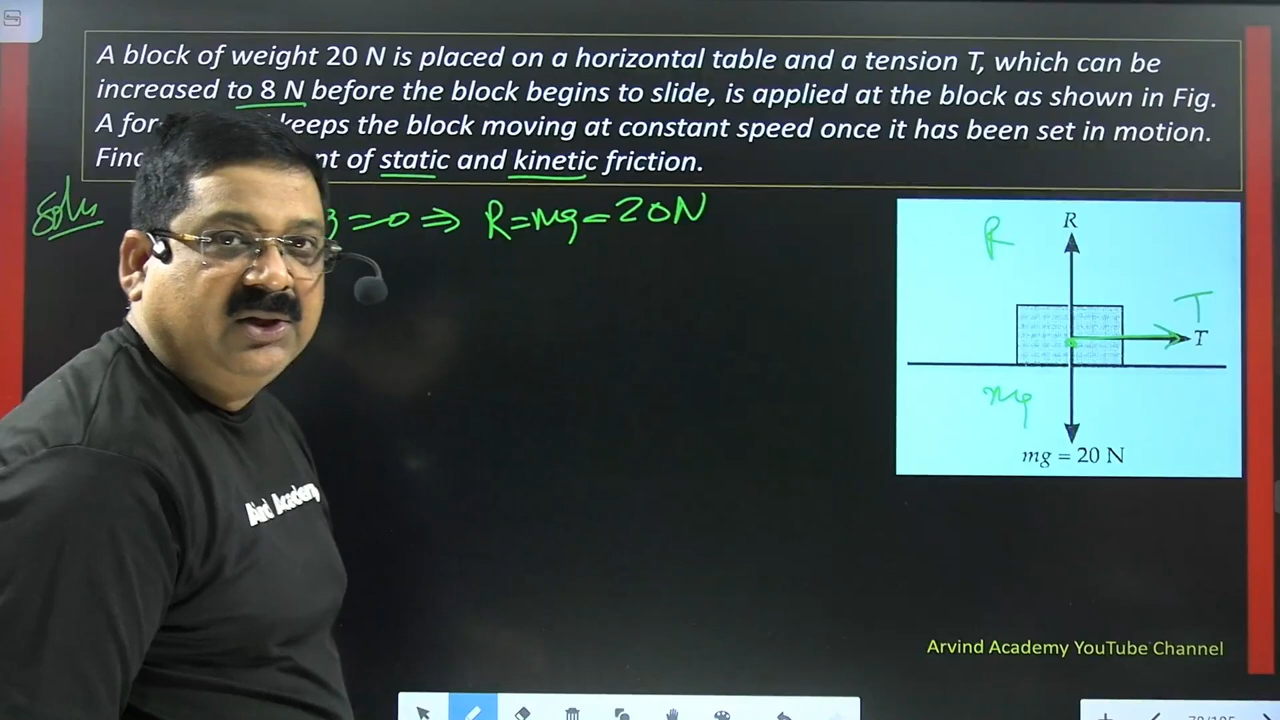 A block of weight 20 N is placed on a horizontal table and a tension T, which can be
increased to 8 N before the block begins to slide, is applied at the block as shown in Fig.
A for keeps the block moving at constant speed once it has been set in motion.
Find nt of static and kinetic friction.
Soln
=0 ⇒ R=mg=20N
R
R
T
T
mg
mg = 20 N
Arvind Academy
Arvind Academy YouTube Channel